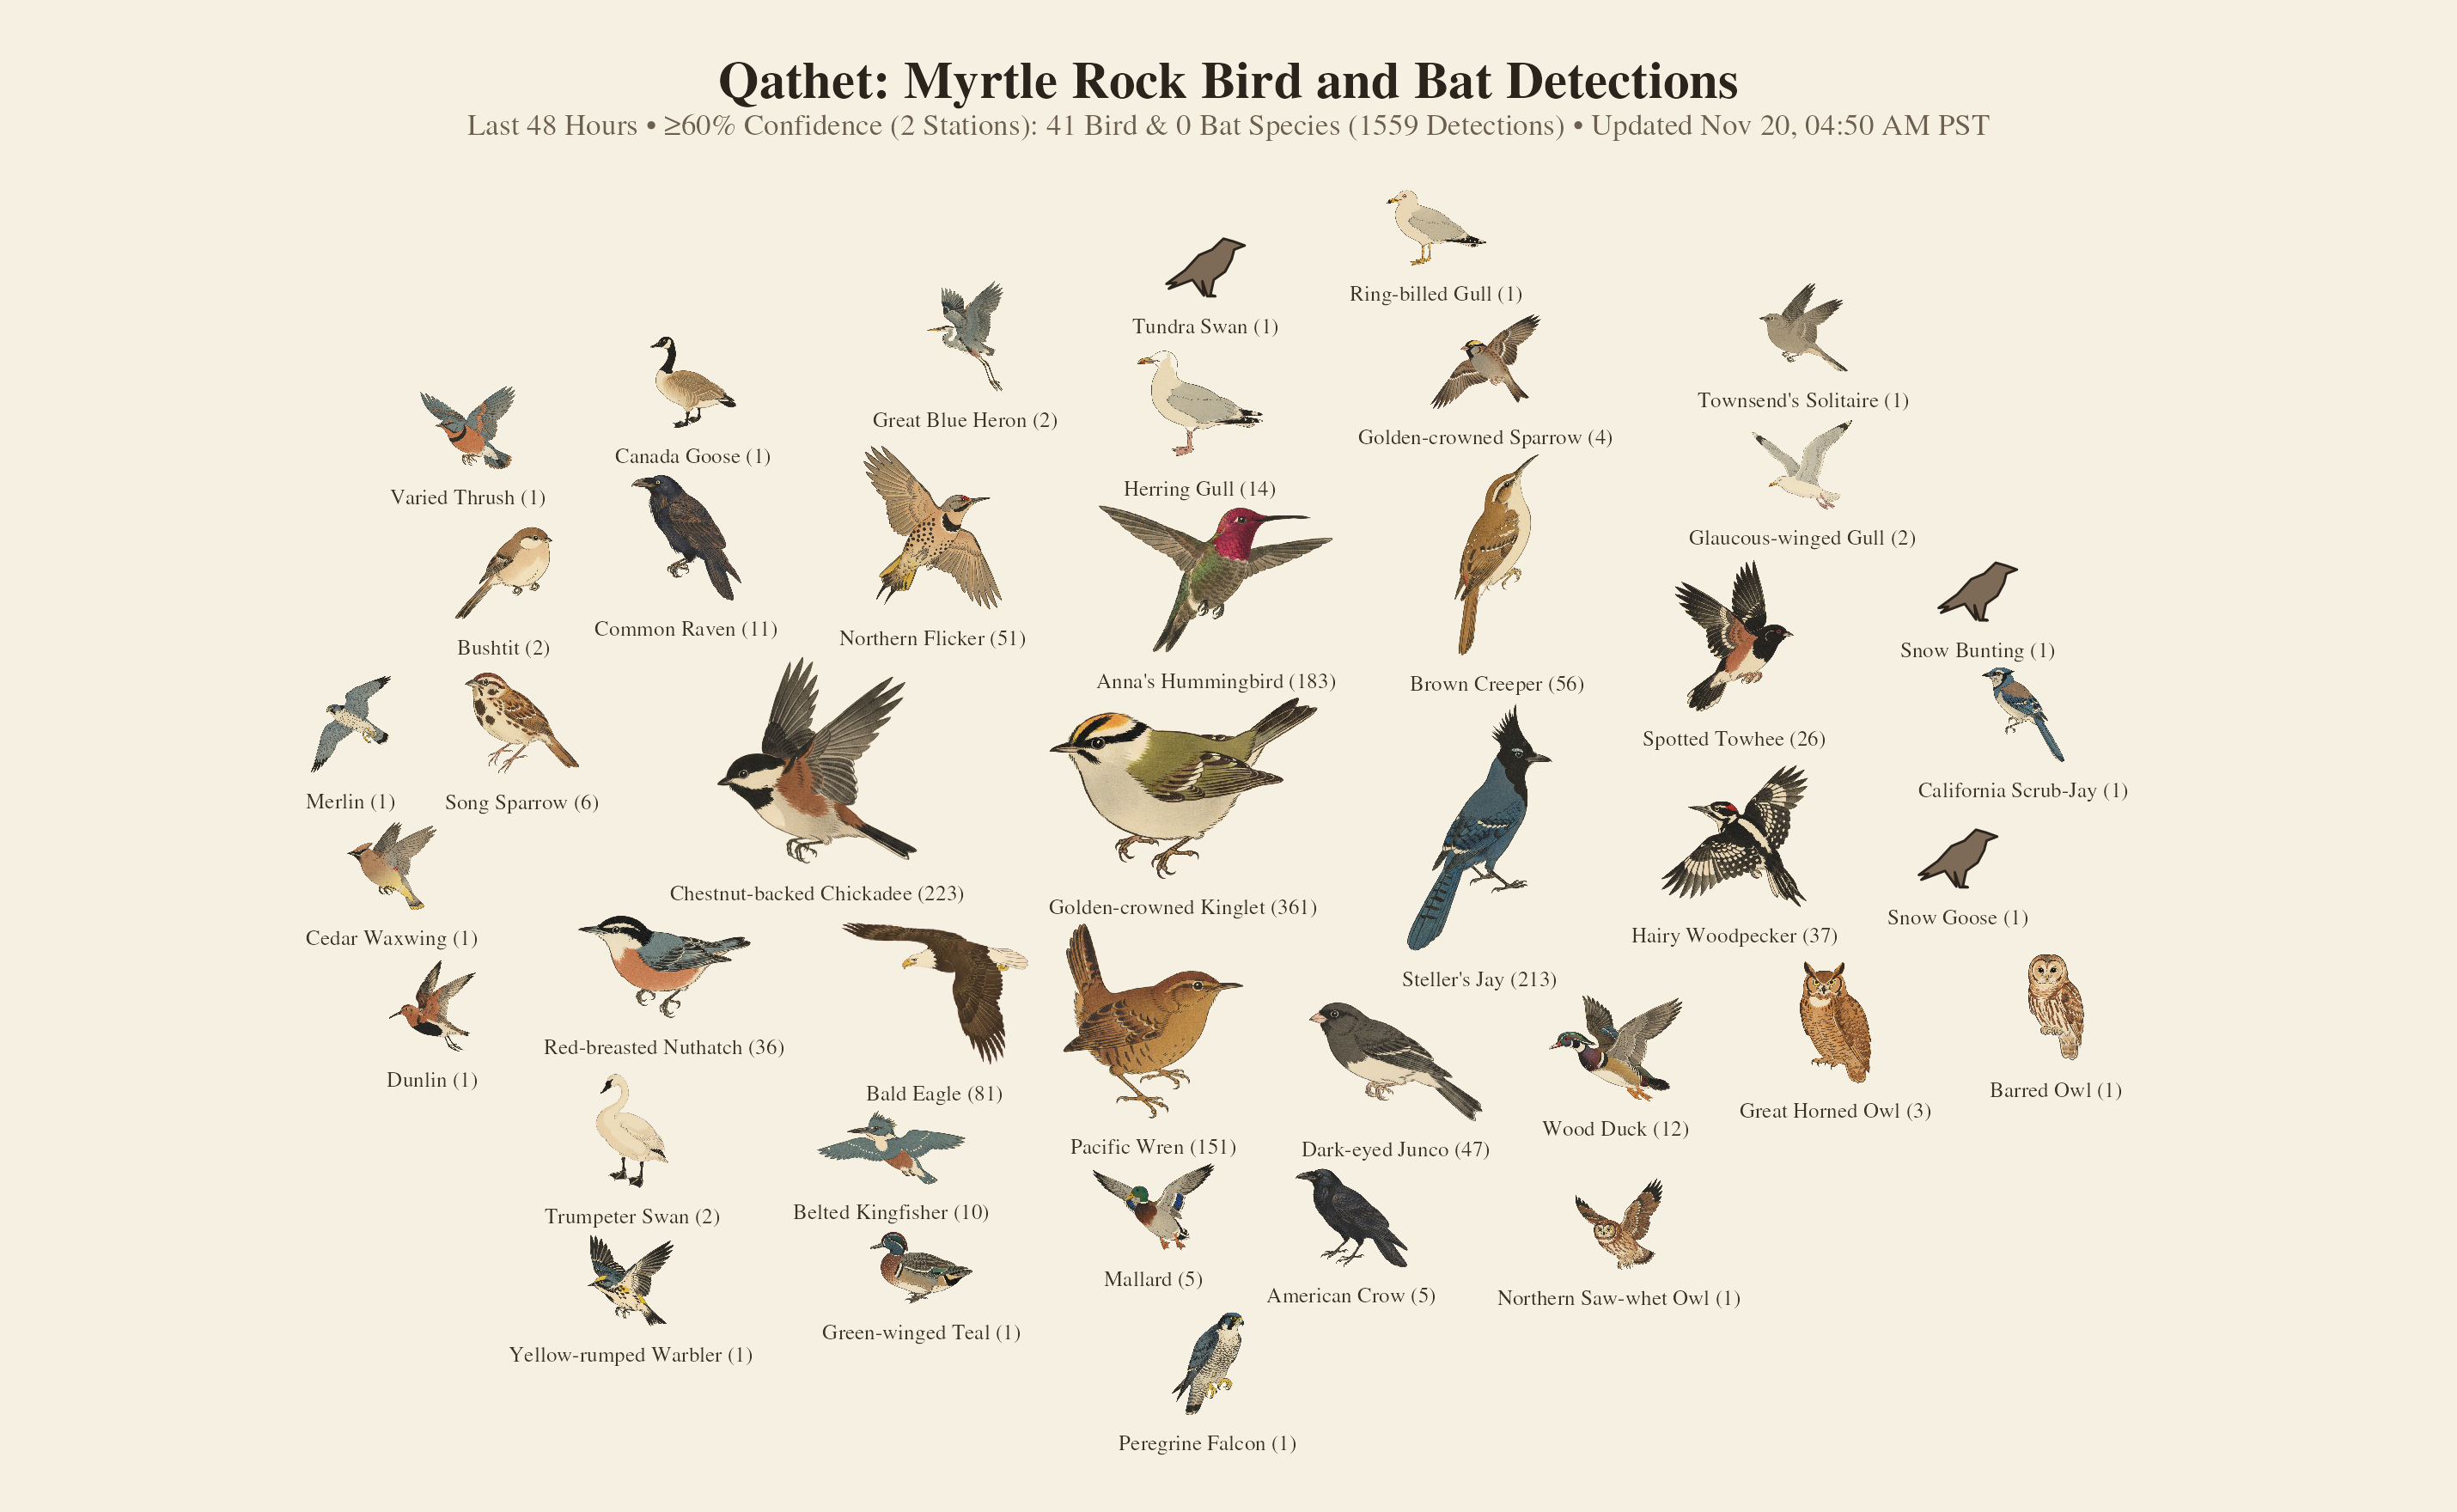 Qathet: Myrtle Rock Bird and Bat Detections
Last 48 Hours • ≥60% Confidence (2 Stations): 41 Bird & 0 Bat Species (1559 Detections) • Updated Nov 20, 04:50 AM PST
Ring-billed Gull (1)
Tundra Swan (1)
Townsend's Solitaire (1)
Great Blue Heron (2)
Golden-crowned Sparrow (4)
Canada Goose (1)
Herring Gull (14)
Varied Thrush (1)
Glaucous-winged Gull (2)
Common Raven (11)
Northern Flicker (51)
Bushtit (2)
Snow Bunting (1)
Anna's Hummingbird (183)
Brown Creeper (56)
Spotted Towhee (26)
California Scrub-Jay (1)
Merlin (1)
Song Sparrow (6)
Chestnut-backed Chickadee (223)
Golden-crowned Kinglet (361)
Snow Goose (1)
Hairy Woodpecker (37)
Cedar Waxwing (1)
Steller's Jay (213)
Red-breasted Nuthatch (36)
Dunlin (1)
Barred Owl (1)
Bald Eagle (81)
Great Horned Owl (3)
Wood Duck (12)
Pacific Wren (151)
Dark-eyed Junco (47)
Belted Kingfisher (10)
Trumpeter Swan (2)
Mallard (5)
American Crow (5)
Northern Saw-whet Owl (1)
Green-winged Teal (1)
Yellow-rumped Warbler (1)
Peregrine Falcon (1)